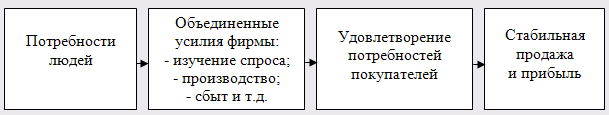 Потребности
людей
Объединенные
усилия фирмы:
- изучение спроса;
- производство;
- сбыт и т.д.
Удовлетворение
потребностей
покупателей
Стабильная
продажа
и прибыль